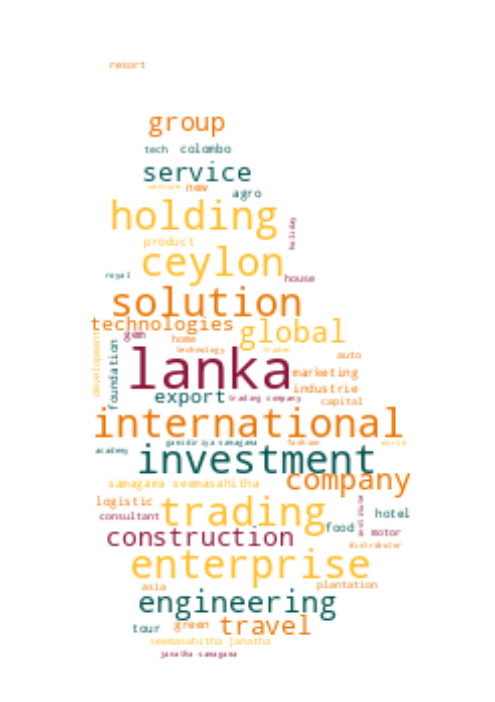 resort
group
tech colombo
service
venture new
agro
holding
holiday
product
ceylon
royal
house
solution
technologies
global
gem
home
development
foundation
technology
trader
auto
lanka
marketing
industrie
export
trading company
capital
international
gamidiriya samagama
fashion
world
academy
investment
company
samagama seemasahitha
logistic
trading
institute
hotel
consultant
food
motor
construction
distributor
enterprise
asia
plantation
engineering
tour
green
travel
seemasahitha janatha
janatha samagama